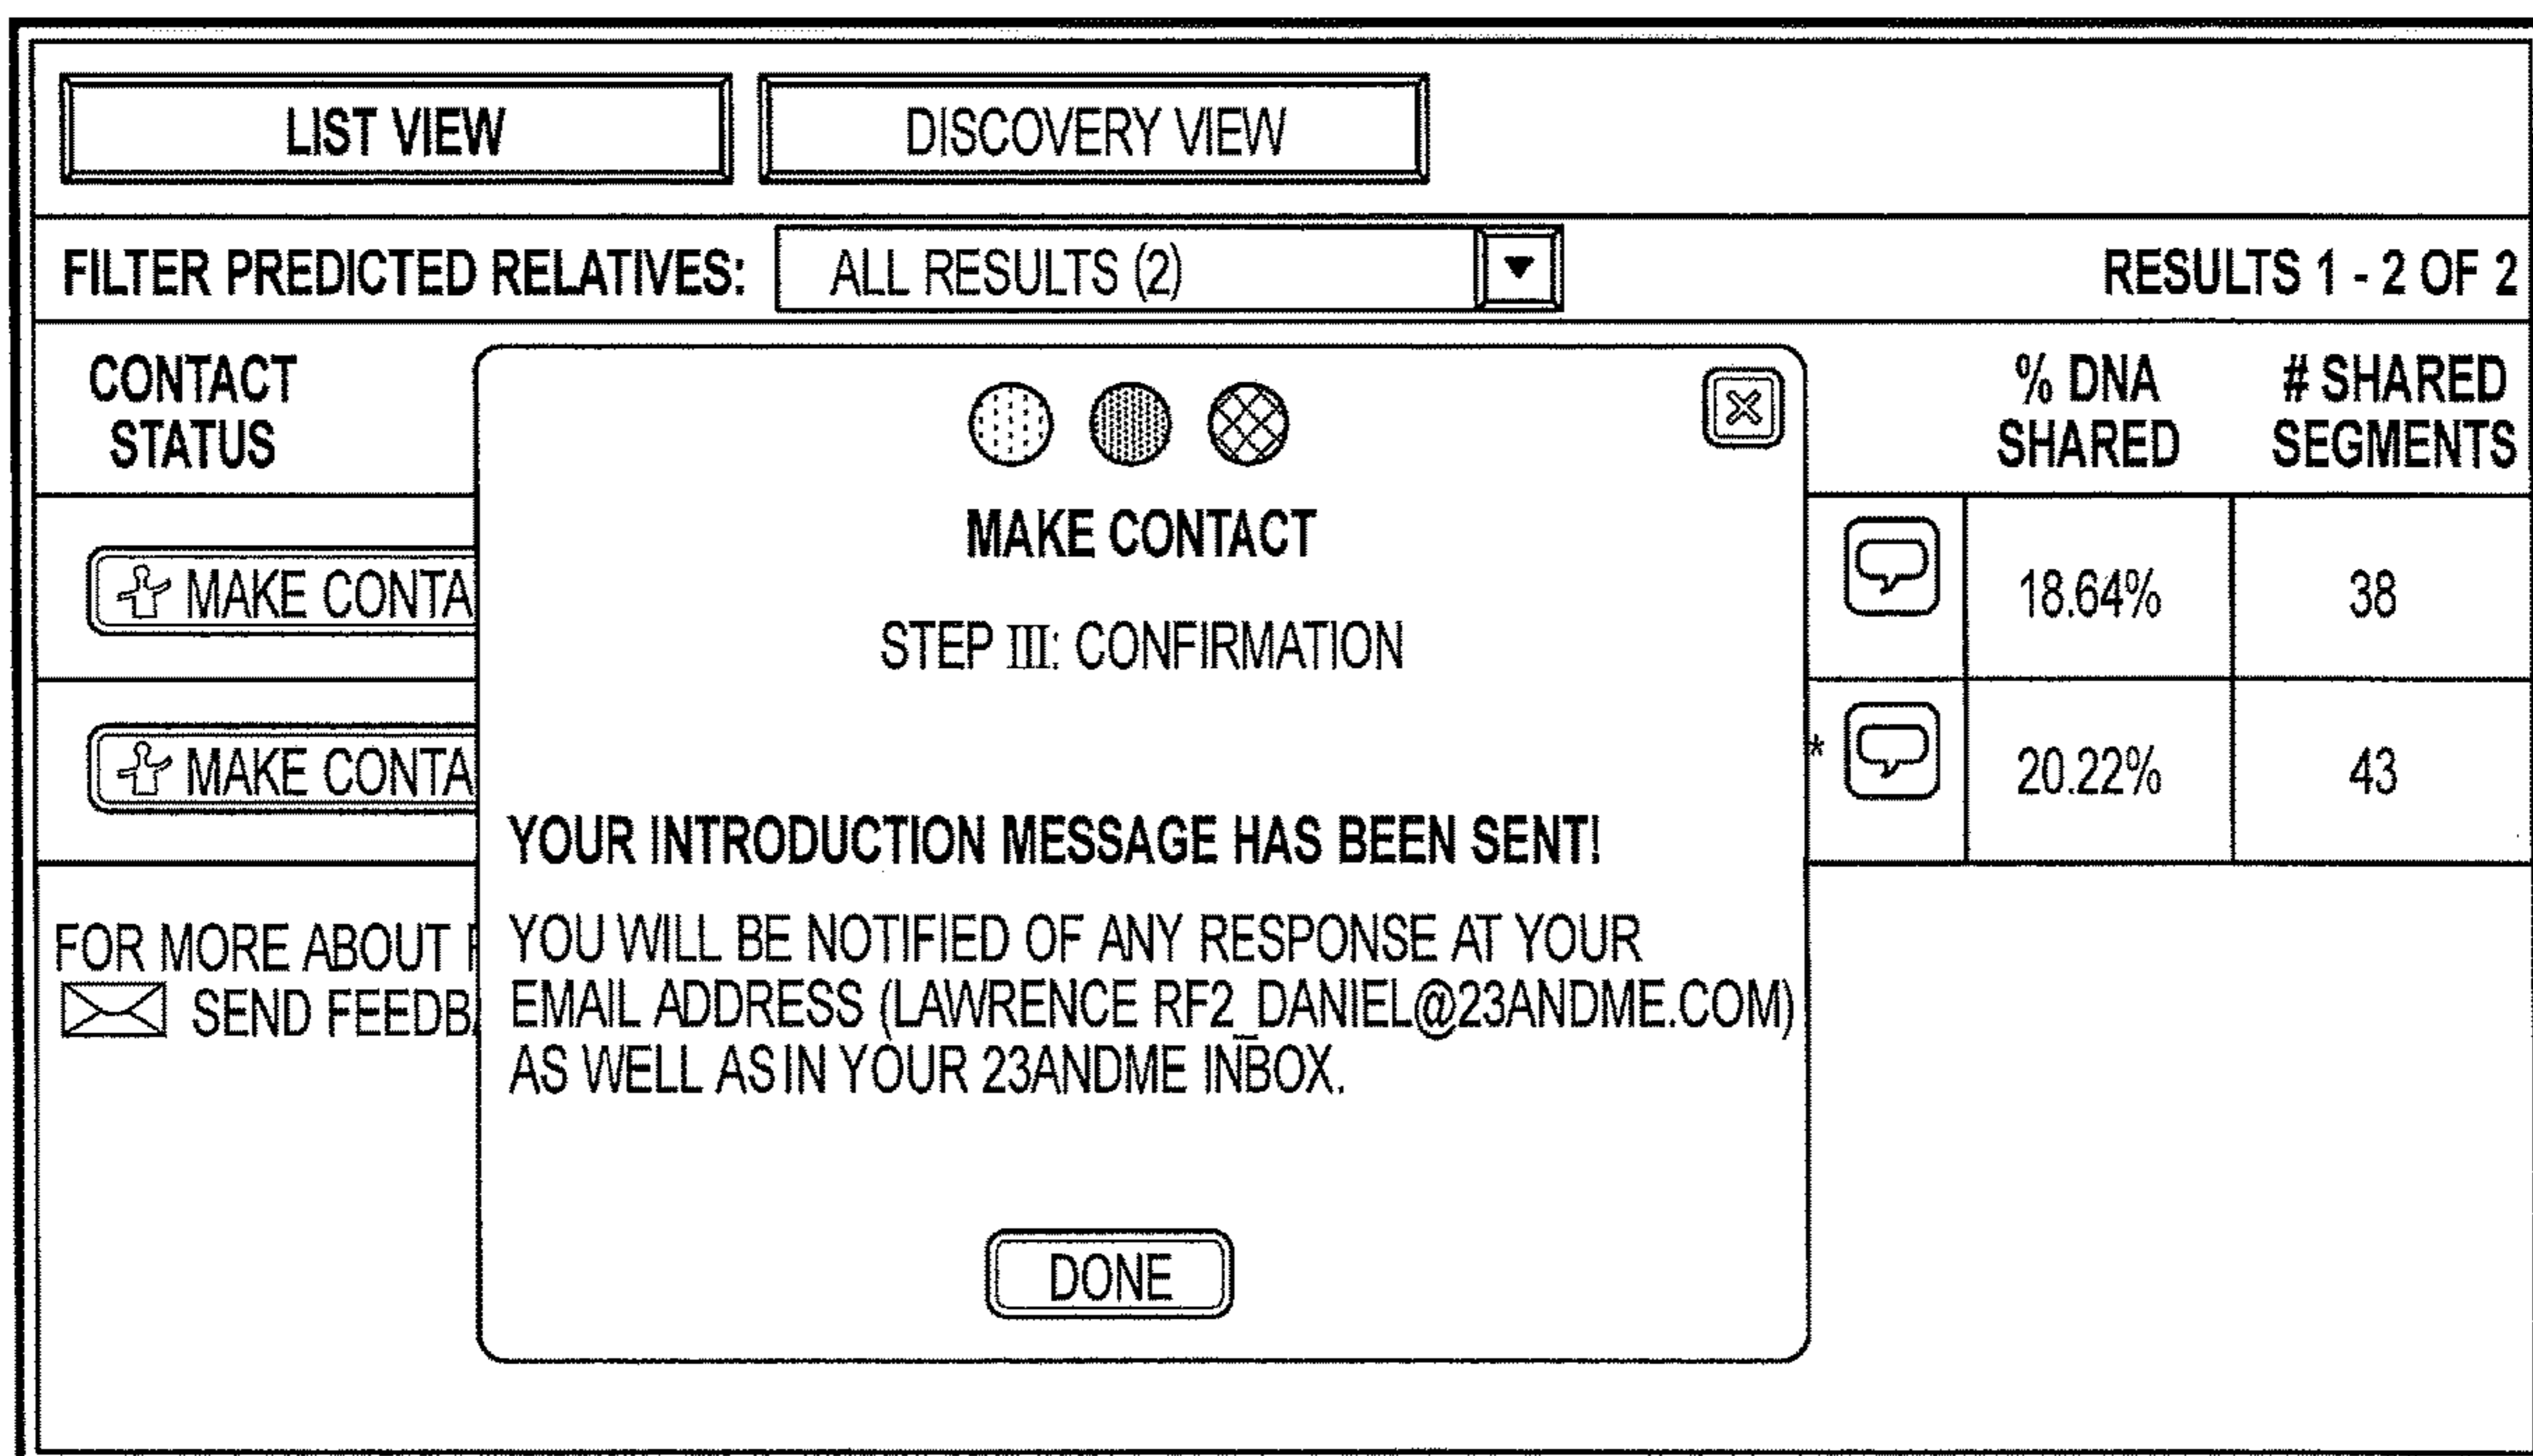 LIST VIEW
DISCOVERY VIEW
FILTER PREDICTED RELATIVES: ALL RESULTS (2) RESULTS 1 - 2 OF 2
CONTACT
STATUS
% DNA
SHARED
# SHARED
SEGMENTS
MAKE CONTA
18.64%
38
MAKE CONTA
*
20.22%
43
FOR MORE ABOUT
SEND FEEDBA
MAKE CONTACT
STEP III: CONFIRMATION
YOUR INTRODUCTION MESSAGE HAS BEEN SENT!
YOU WILL BE NOTIFIED OF ANY RESPONSE AT YOUR
EMAIL ADDRESS (LAWRENCE RF2_DANIEL@23ANDME.COM)
AS WELL AS IN YOUR 23ANDME INBOX.
DONE